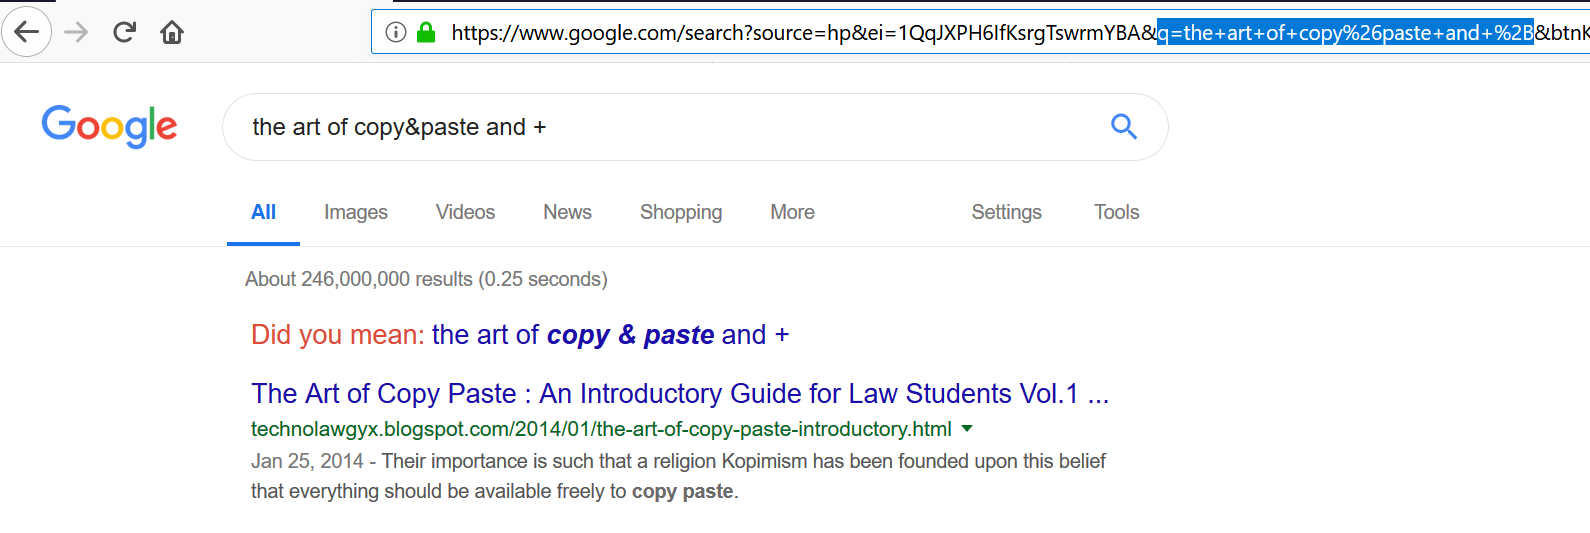 https://www.google.com/search?source=hp&ei=1QqJXPH6IfKsrgTswrmYBA&q=the+art+of+copy%26paste+and+%2B&btnK
Google
the art of copy&paste and +
All Images Videos News Shopping More Settings Tools
About 246,000,000 results (0.25 seconds)
Did you mean: the art of copy & paste and +
The Art of Copy Paste : An Introductory Guide for Law Students Vol.1 ...
technolawgyx.blogspot.com/2014/01/the-art-of-copy-paste-introductory.html
Jan 25, 2014 - Their importance is such that a religion Kopimism has been founded upon this belief
that everything should be available freely to copy paste.